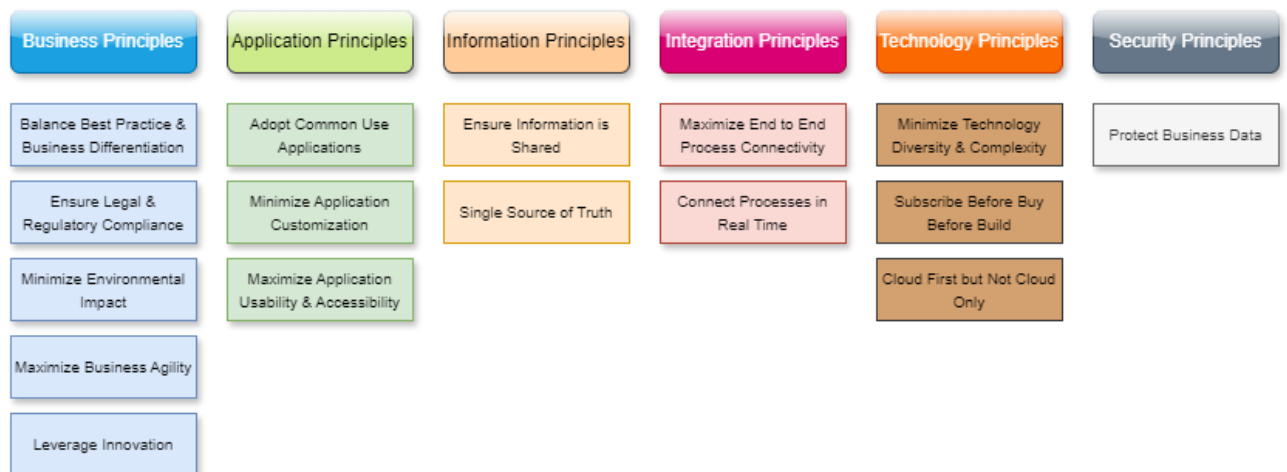 Business Principles
Application Principles
Information Principles
Integration Principles
Technology Principles
Security Principles
Balance Best Practice &
Business Differentiation
Ensure Legal &
Regulatory Compliance
Minimize Environmental
Impact
Maximize Business Agility
Leverage Innovation
Adopt Common Use
Applications
Minimize Application
Customization
Maximize Application
Usability & Accessibility
Ensure Information is
Shared
Single Source of Truth
Maximize End to End
Process Connectivity
Connect Processes in
Real Time
Minimize Technology
Diversity & Complexity
Subscribe Before Buy
Before Build
Cloud First but Not Cloud
Only
Protect Business Data